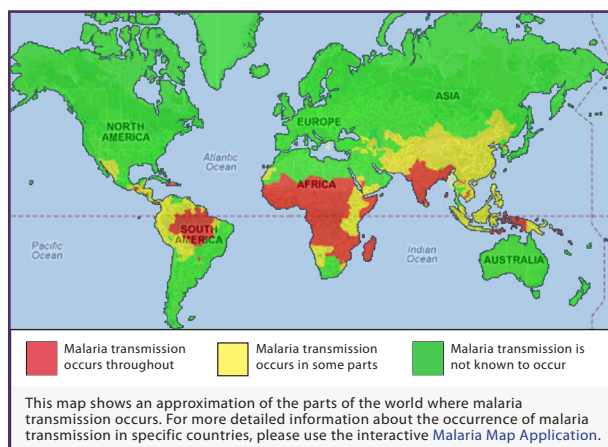 NORTH
AMERICA
Atlantic
Ocean
EUROPE
ASIA
AFRICA
SOUTH
AMERICA
Pacific
Ocean
Indian
Ocean
AUSTRALIA
Malaria transmission
occurs throughout
Malaria transmission
occurs in some parts
Malaria transmission is
not known to occur
This map shows an approximation of the parts of the world where malaria
transmission occurs. For more detailed information about the occurrence of malaria
transmission in specific countries, please use the interactive Malaria Map Application.